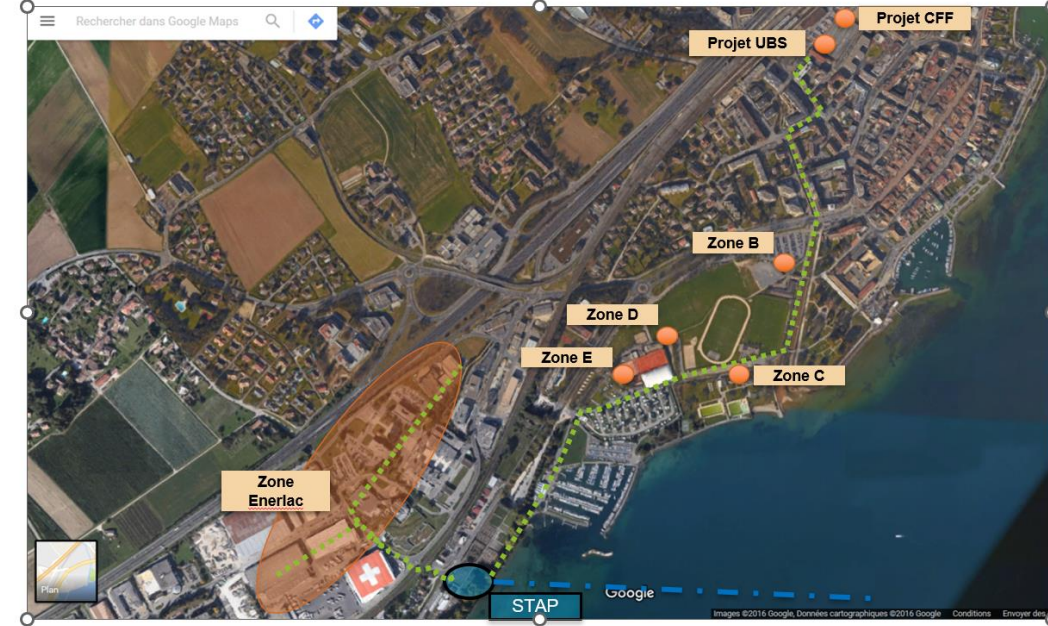 Rechercher dans Google Maps
Projet CFF
Projet UBS
Zone B
Zone D
Zone E
Zone C
Zone
Enerlac
Plan
Google
STAP
Images ©2016 Google, Données cartographiques ©2016 Google Conditions Envoyer des